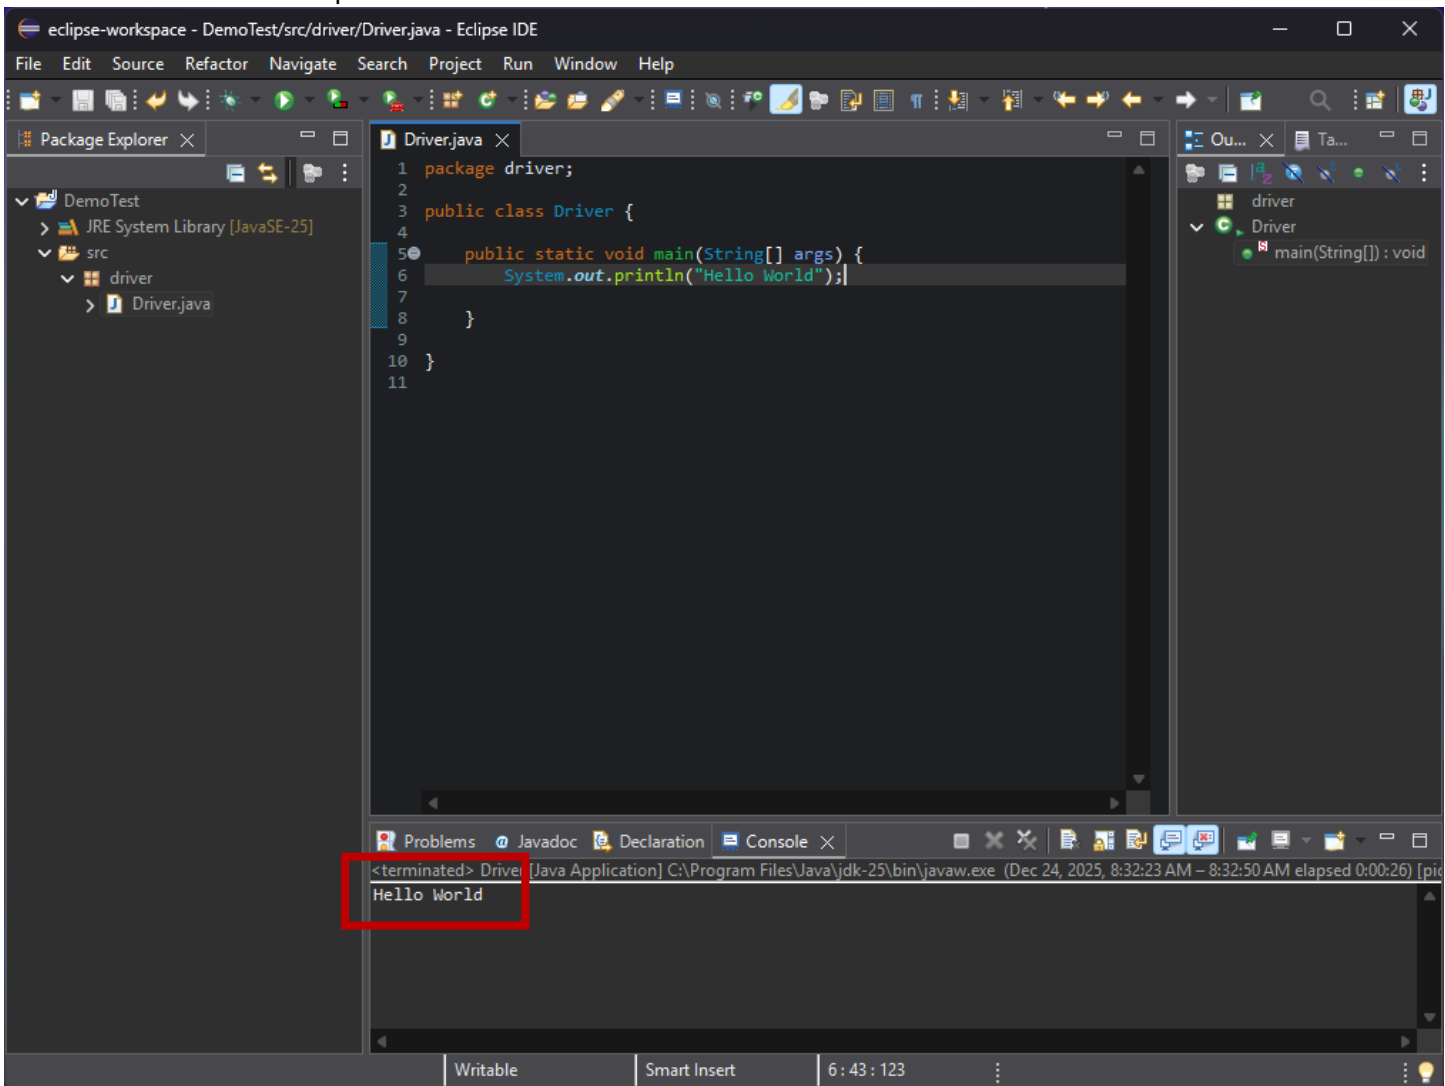 eclipse-workspace - DemoTest/src/driver/Driver.java - Eclipse IDE
File Edit Source Refactor Navigate Search Project Run Window Help
Package Explorer
DemoTest
JRE System Library [JavaSE-25]
src
driver
Driver.java
Driver.java
1 package driver;
2
3 public class Driver {
4
5 public static void main(String[] args) {
6 System.out.println("Hello World");
7
8 }
9
10 }
11
Ou... Ta...
driver
Driver
main(String[]) : void
Problems Javadoc Declaration Console
<terminated> Driver [Java Application] C:\Program Files\Java\jdk-25\bin\javaw.exe (Dec 24, 2025, 8:32:23 AM – 8:32:50 AM elapsed 0:00:26) [pid
Hello World
Writable Smart Insert 6 : 43 : 123